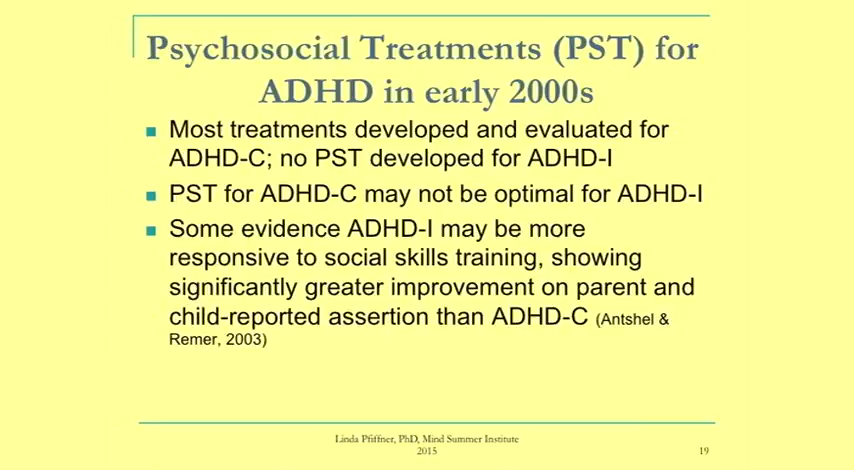 Psychosocial Treatments (PST) for
ADHD in early 2000s
Most treatments developed and evaluated for
ADHD-C; no PST developed for ADHD-I
PST for ADHD-C may not be optimal for ADHD-I
Some evidence ADHD-I may be more
responsive to social skills training, showing
significantly greater improvement on parent and
child-reported assertion than ADHD-C (Antshel &
Remer, 2003)
Linda Pfiffner, PhD, Mind Summer Institute
2015
19